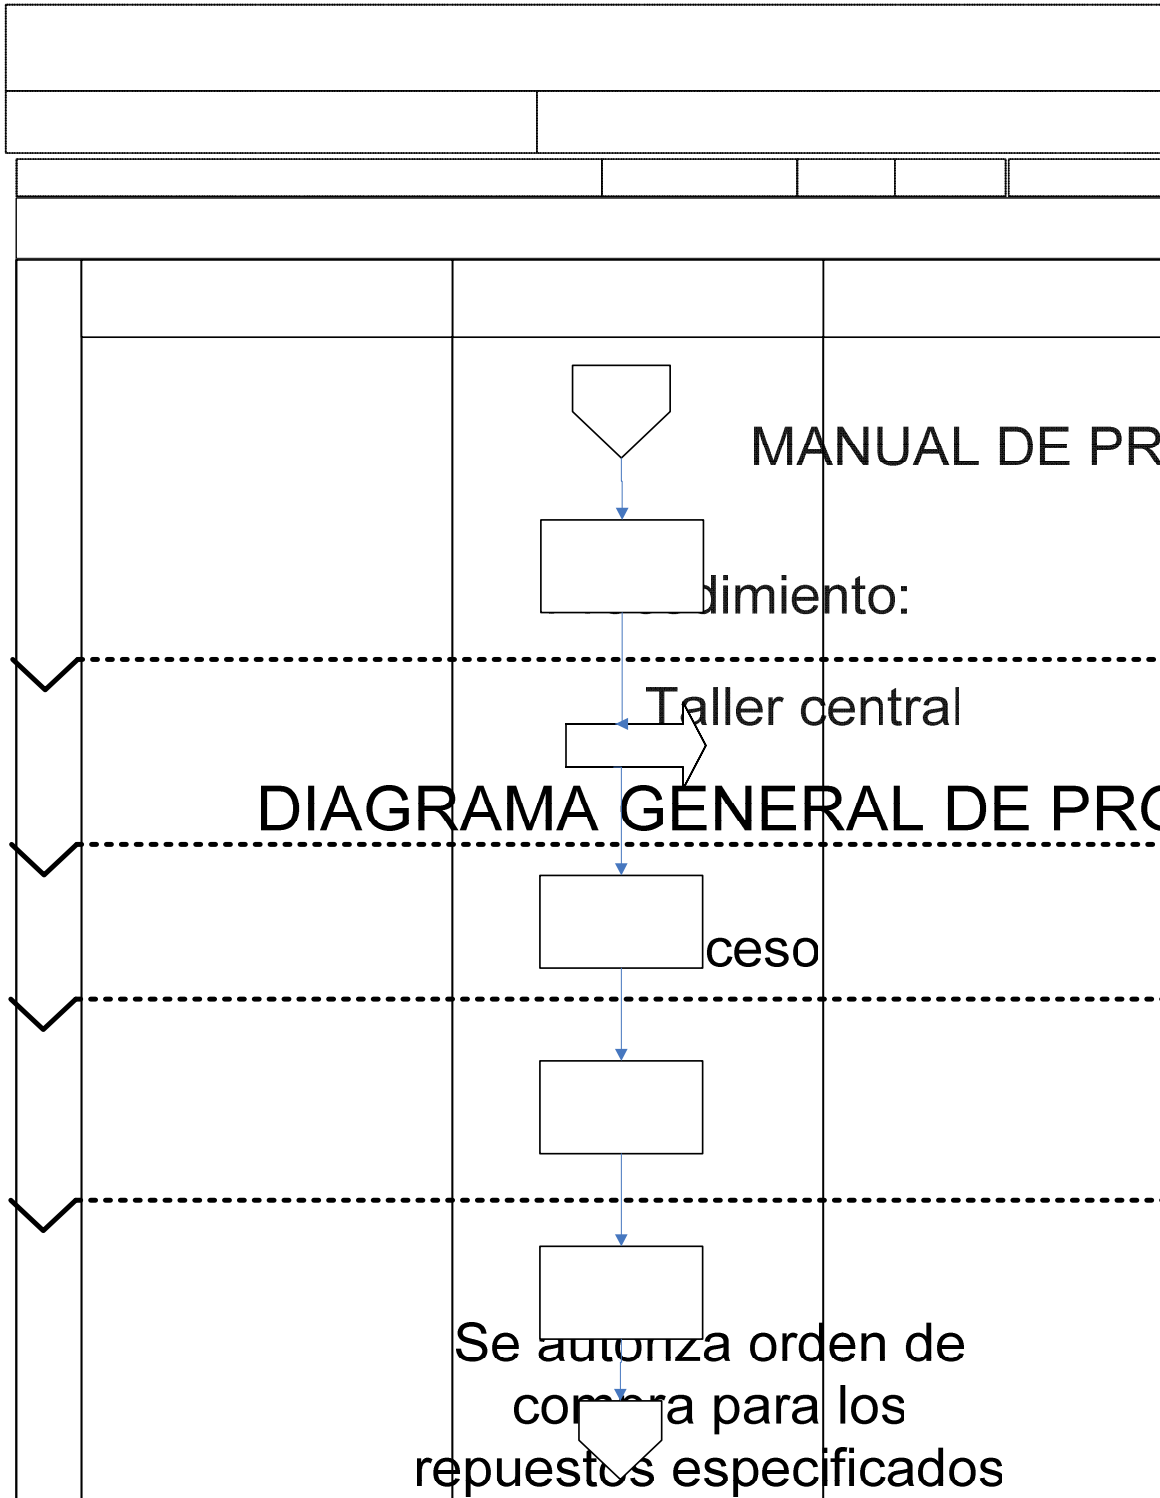 MANUAL DE PR
dimiento:
Taller central
DIAGRAMA GENERAL DE PRO
ceso
Se autoriza orden de
compra para los
repuestos especificados